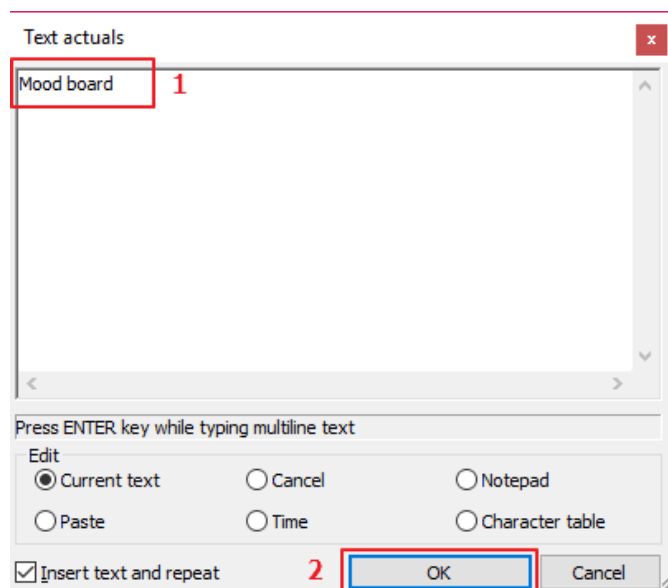 Text actuals
x
Mood board 1
Press ENTER key while typing multiline text
Edit
Current text Cancel Notepad
Paste Time Character table
Insert text and repeat 2 OK Cancel